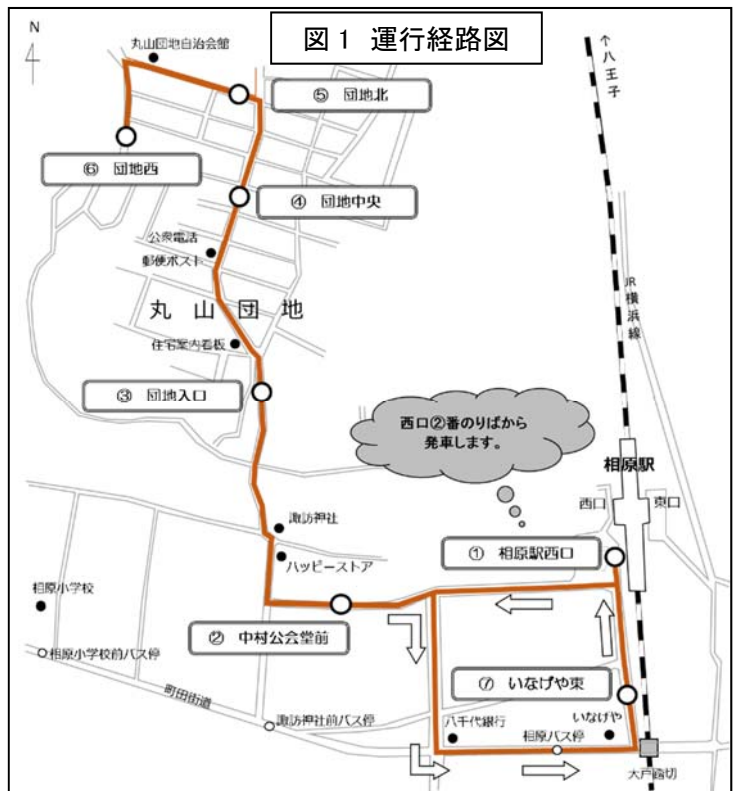 図１ 運行経路図
N
丸山団地自治会館
↑八王子
⑤ 団地北
⑥ 団地西
④ 団地中央
公衆電話
郵便ポスト
丸山団地
JR横浜線
住宅案内看板
③ 団地入口
西口②番のりばから
発車します。
相原駅
西口
東口
諏訪神社
① 相原駅西口
ハッピーストア
相原小学校
② 中村公会堂前
相原小学校前バス停
⑦ いなげや東
町田街道
諏訪神社前バス停
八千代銀行
いなげや
相原バス停
大戸踏切